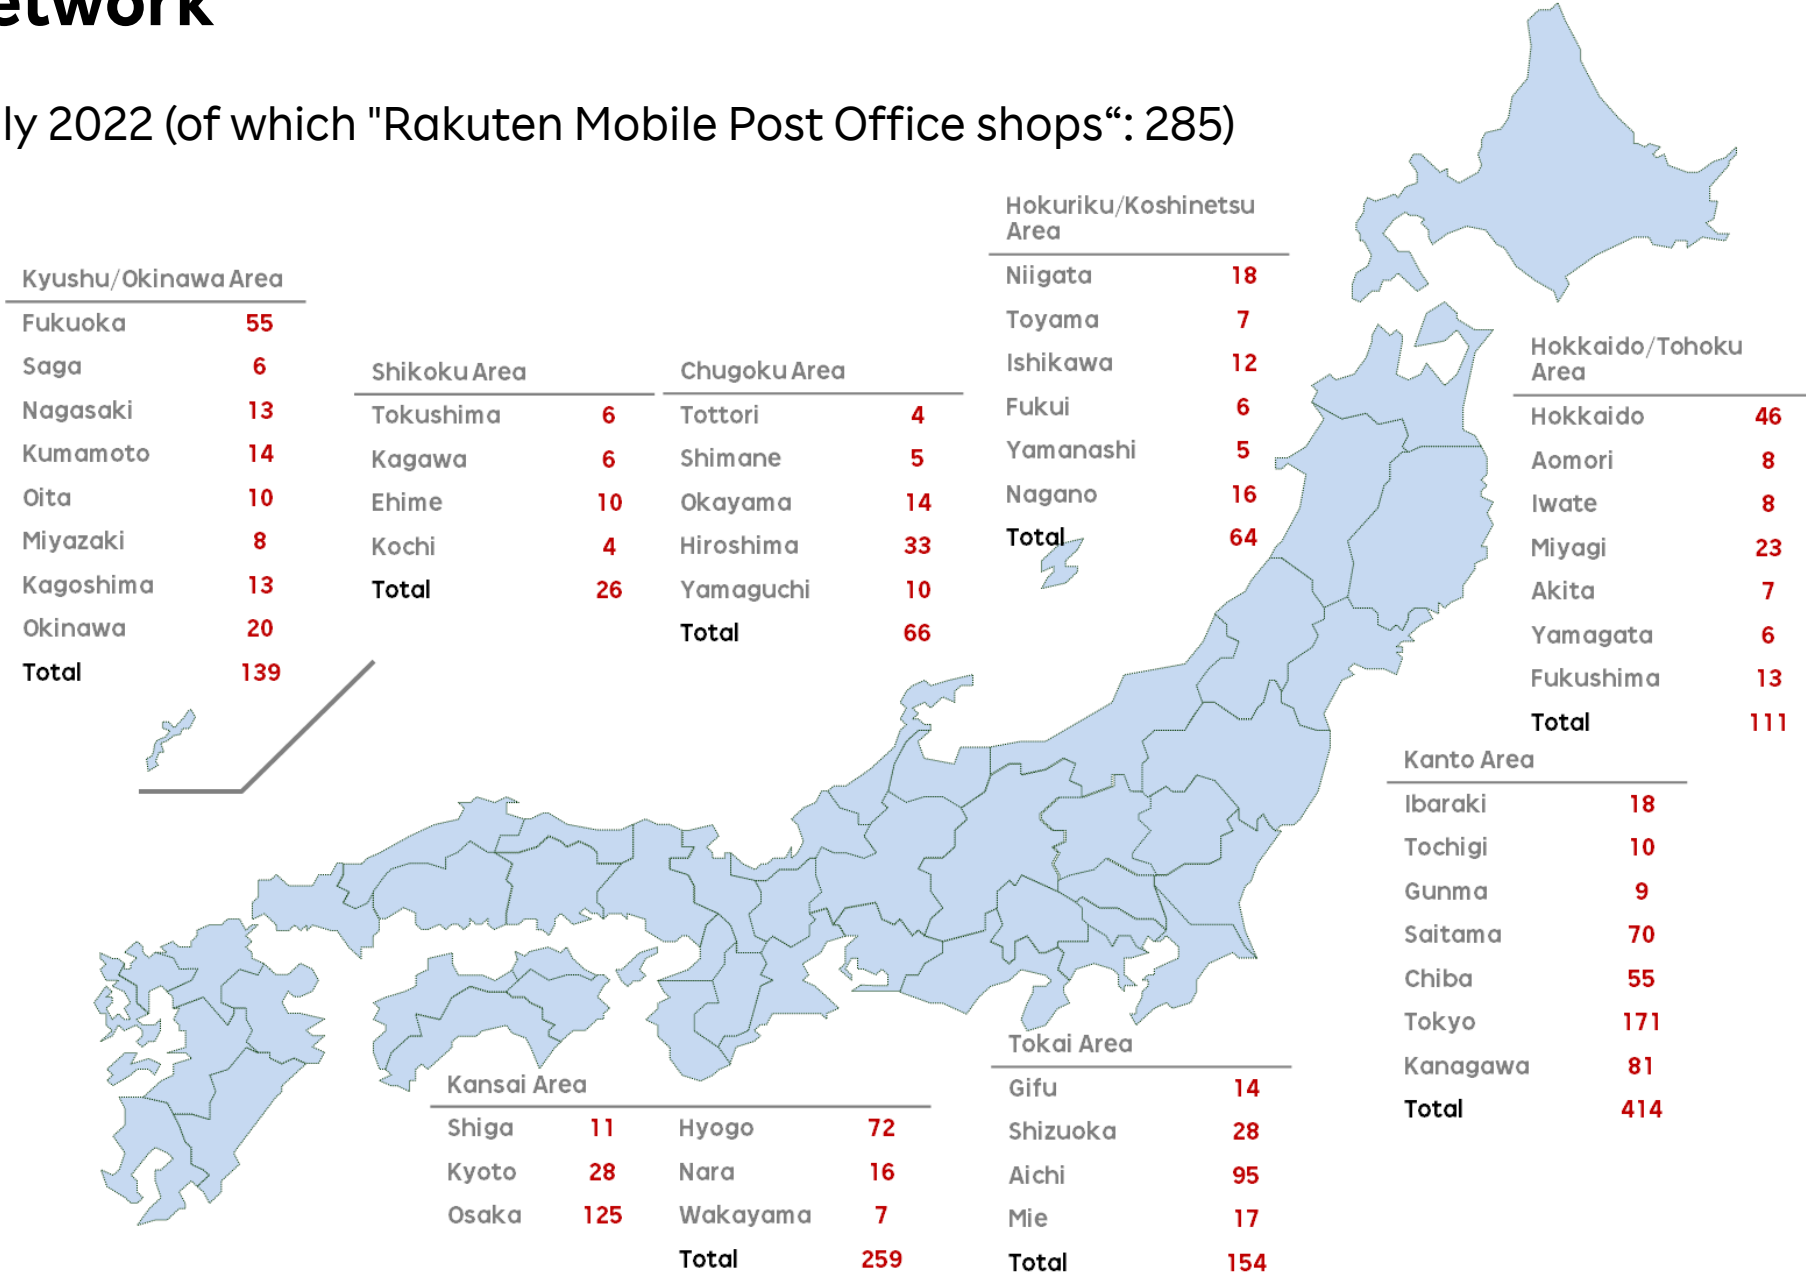 etwork
ly 2022 (of which "Rakuten Mobile Post Office shops“: 285)
Kyushu/Okinawa Area
Fukuoka 55
Saga 6
Nagasaki 13
Kumamoto 14
Oita 10
Miyazaki 8
Kagoshima 13
Okinawa 20
Total 139
Shikoku Area
Tokushima 6
Kagawa 6
Ehime 10
Kochi 4
Total 26
Chugoku Area
Tottori 4
Shimane 5
Okayama 14
Hiroshima 33
Yamaguchi 10
Total 66
Hokuriku/Koshinetsu
Area
Niigata 18
Toyama 7
Ishikawa 12
Fukui 6
Yamanashi 5
Nagano 16
Total 64
Hokkaido/Tohoku
Area
Hokkaido 46
Aomori 8
Iwate 8
Miyagi 23
Akita 7
Yamagata 6
Fukushima 13
Total 111
Kanto Area
Ibaraki 18
Tochigi 10
Gunma 9
Saitama 70
Chiba 55
Tokyo 171
Kanagawa 81
Total 414
Kansai Area
Shiga 11 Hyogo 72
Kyoto 28 Nara 16
Osaka 125 Wakayama 7
Total 259
Tokai Area
Gifu 14
Shizuoka 28
Aichi 95
Mie 17
Total 154